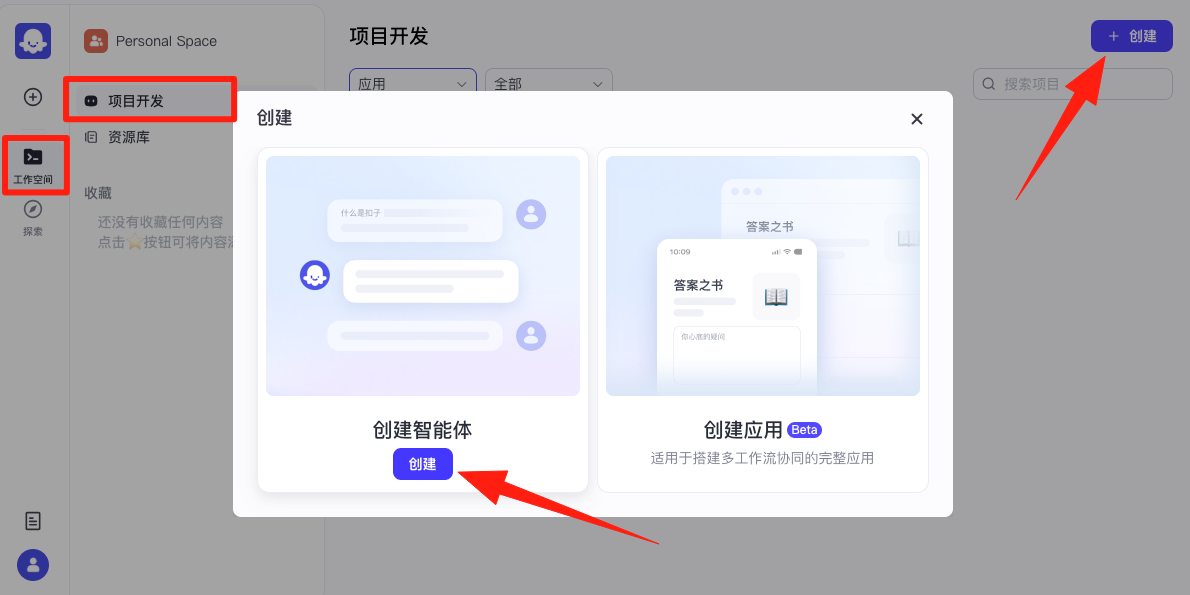 Personal Space
项目开发
资源库
工作空间
探索
收藏
还没有收藏任何内容
点击⭐按钮可将内容
项目开发
创建
应用
全部
搜索项目
创建
什么是扣子
创建智能体
创建
答案之书
10:09
答案之书
你心底的疑问
创建应用 Beta
适用于搭建多工作流协同的完整应用